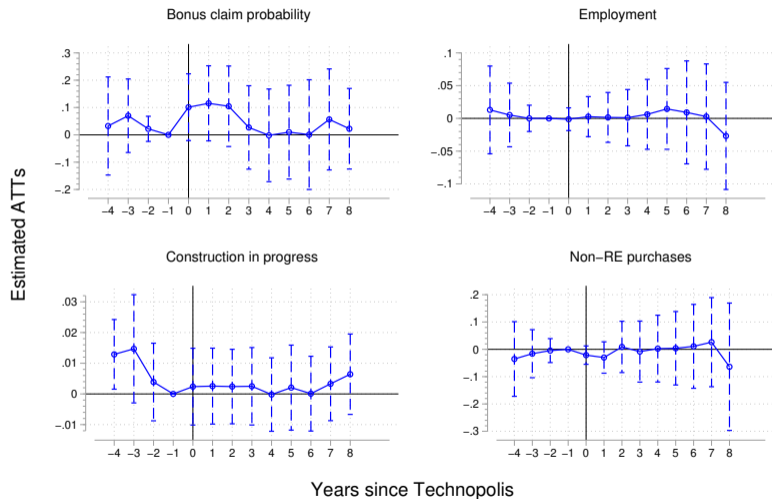 Bonus claim probability
.3
.2
.1
0
-.1
-.2
-4 -3 -2 -1 0 1 2 3 4 5 6 7 8
Employment
.1
.05
0
-.05
-.1
-4 -3 -2 -1 0 1 2 3 4 5 6 7 8
Estimated ATTs
Construction in progress
.03
.02
.01
0
-.01
-4 -3 -2 -1 0 1 2 3 4 5 6 7 8
Non-RE purchases
.2
.1
0
-.1
-.2
-.3
-4 -3 -2 -1 0 1 2 3 4 5 6 7 8
Years since Technopolis